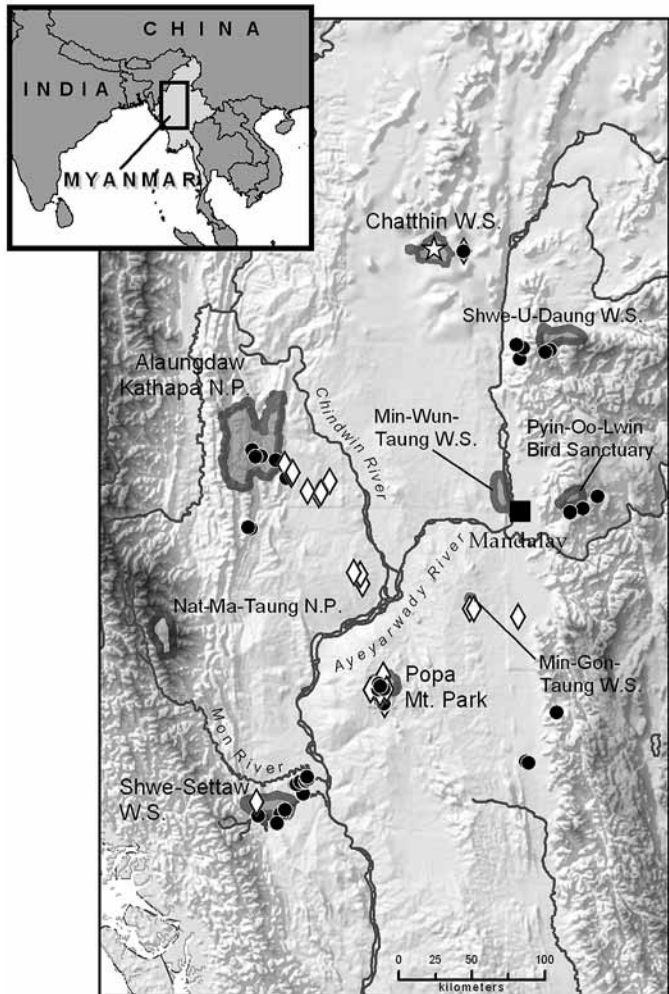 CHINA
INDIA
MYANMAR
Chatthin W.S.
Shwe-U-Daung W.S.
Alaungdaw
Kathapa N.P.
Chindwin River
Min-Wun-
Taung W.S.
Pyin-Oo-Lwin
Bird Sanctuary
Mandalay
Nat-Ma-Taung N.P.
Ayeyarwady River
Min-Gon-
Taung W.S.
Popa
Mt. Park
Mon River
Shwe-Settaw
W.S.
0 25 50 100
kilometers